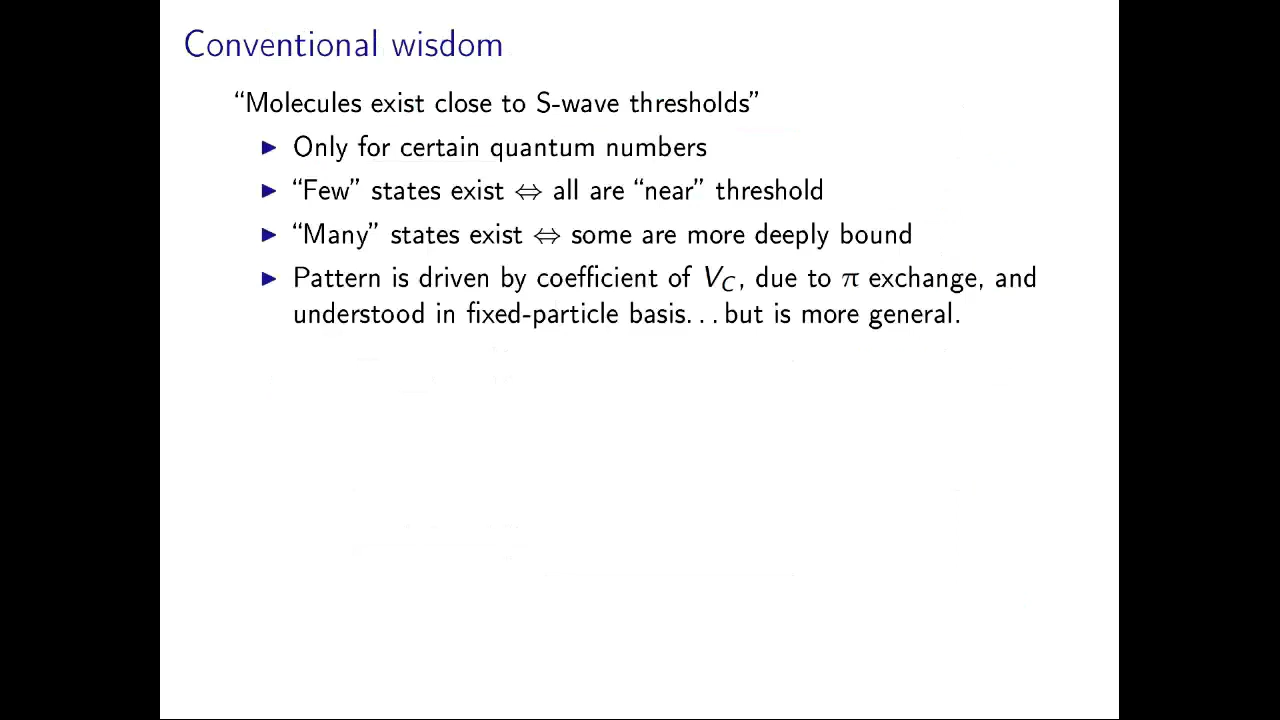 Conventional wisdom
“Molecules exist close to S-wave thresholds”
▶ Only for certain quantum numbers
▶ “Few” states exist ⇔ all are “near” threshold
▶ “Many” states exist ⇔ some are more deeply bound
▶ Pattern is driven by coefficient of V_C, due to π exchange, and
understood in fixed-particle basis...but is more general.